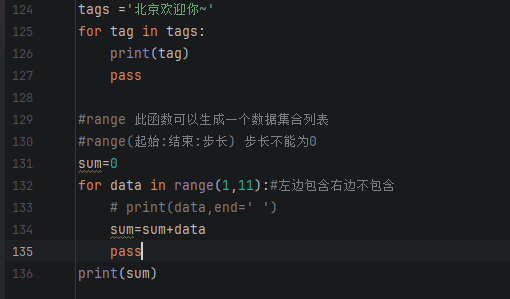 124 tags ='北京欢迎你~'
125 for tag in tags:
126     print(tag)
127     pass
128
129 #range 此函数可以生成一个数据集合列表
130 #range(起始:结束:步长) 步长不能为0
131 sum=0
132 for data in range(1,11):#左边包含右边不包含
133     # print(data,end=' ')
134     sum=sum+data
135     pass
136 print(sum)